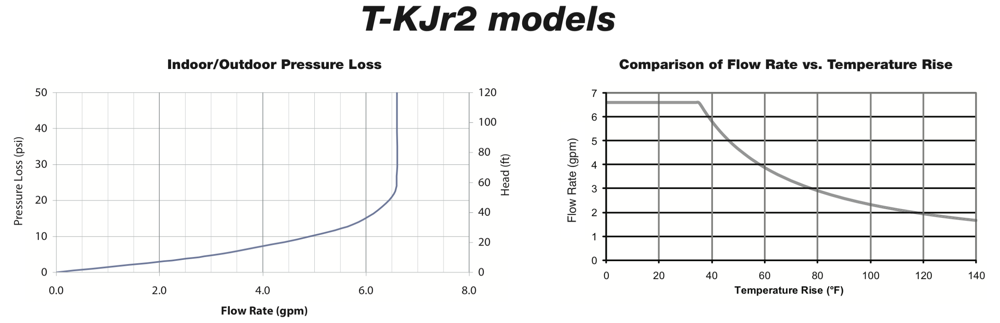 T-KJr2 models
Indoor/Outdoor Pressure Loss
50
40
30
20
10
0
Pressure Loss (psi)
120
100
80
60
40
20
0
Head (ft)
0.0 2.0 4.0 6.0 8.0
Flow Rate (gpm)
Comparison of Flow Rate vs. Temperature Rise
7
6
5
4
3
2
1
0
Flow Rate (gpm)
0 20 40 60 80 100 120 140
Temperature Rise (°F)